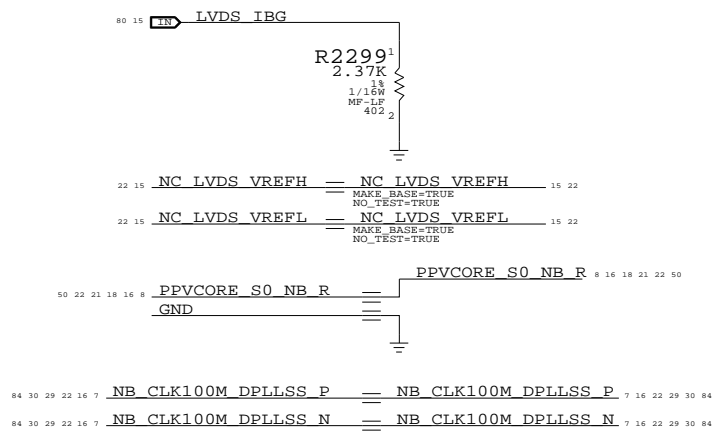 80 15 IN LVDS_IBG
R2299 1
2.37K
1%
1/16W
MF-LF
402 2
22 15 NC_LVDS_VREFH NC_LVDS_VREFH 15 22
MAKE_BASE=TRUE
NO_TEST=TRUE
22 15 NC_LVDS_VREFL NC_LVDS_VREFL 15 22
MAKE_BASE=TRUE
NO_TEST=TRUE
PPVCORE_S0_NB_R 8 16 18 21 22 50
50 22 21 18 16 8 PPVCORE_S0_NB_R
GND
84 30 29 22 16 7 NB_CLK100M_DPLLSS_P NB_CLK100M_DPLLSS_P 7 16 22 29 30 84
84 30 29 22 16 7 NB_CLK100M_DPLLSS_N NB_CLK100M_DPLLSS_N 7 16 22 29 30 84